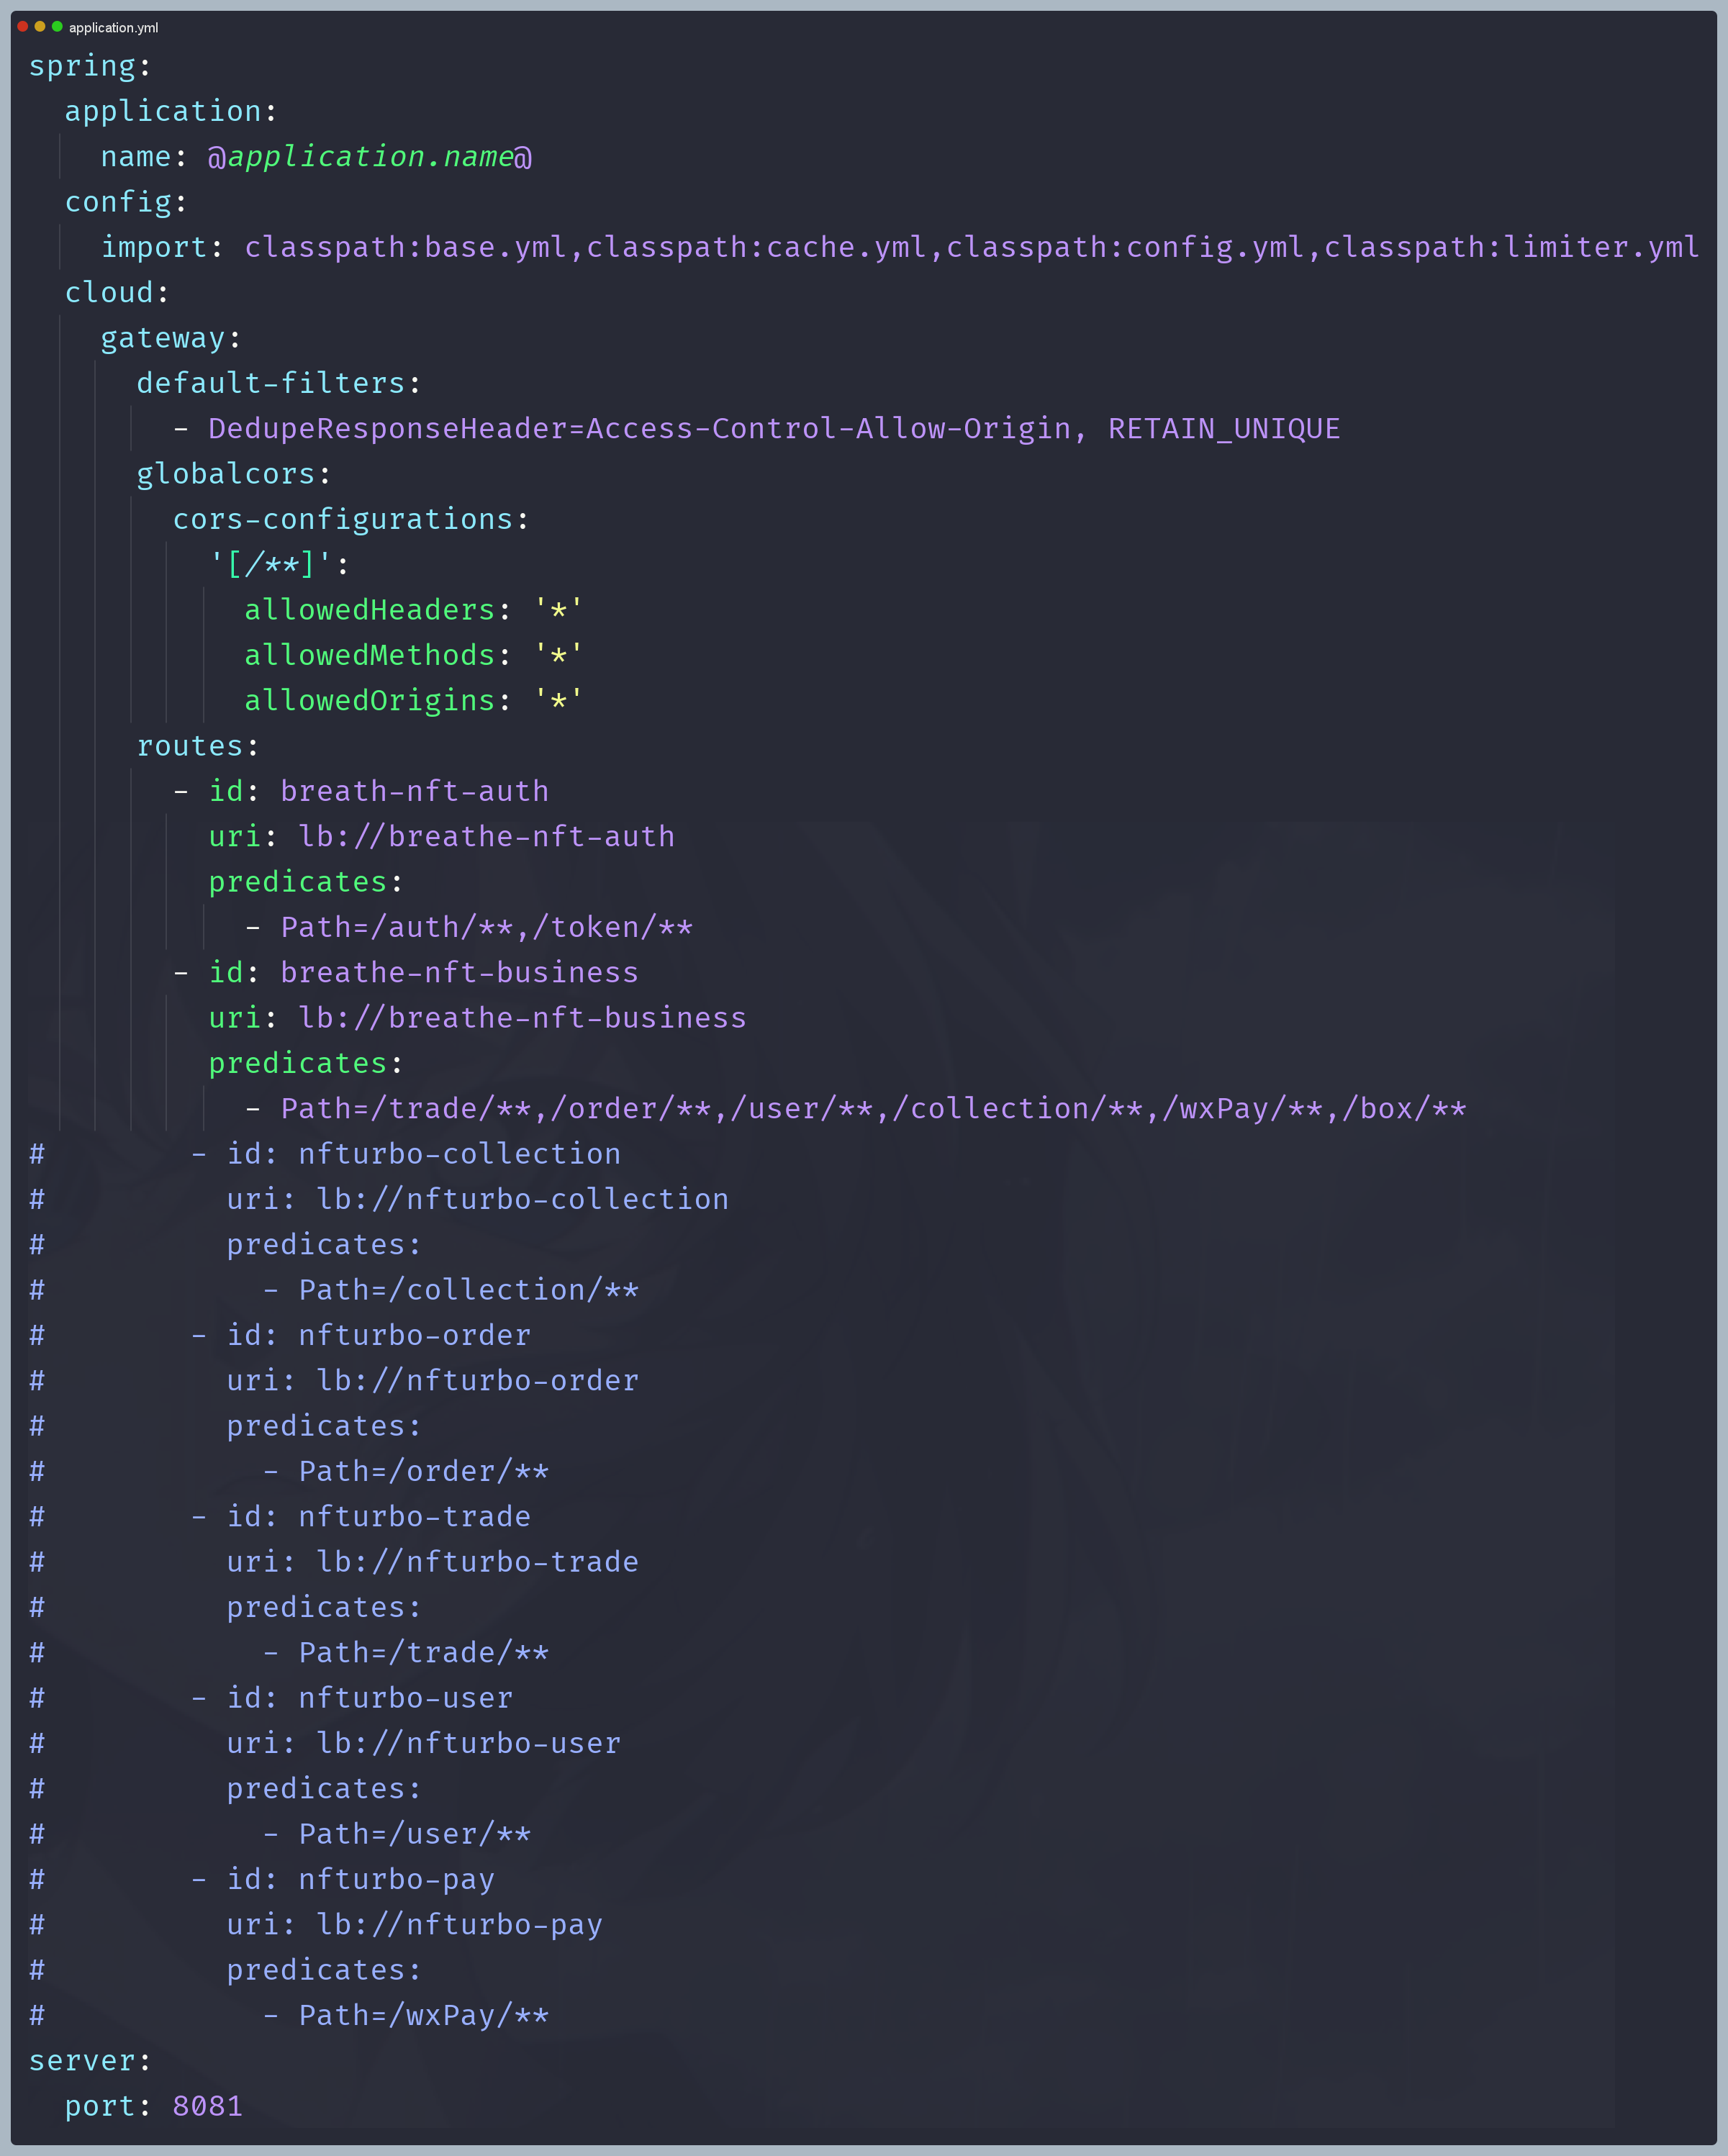 application.yml
spring:
  application:
    name: @application.name@
  config:
    import: classpath:base.yml,classpath:cache.yml,classpath:config.yml,classpath:limiter.yml
  cloud:
    gateway:
      default-filters:
        - DedupeResponseHeader=Access-Control-Allow-Origin, RETAIN_UNIQUE
      globalcors:
        cors-configurations:
          '[/**]':
            allowedHeaders: '*'
            allowedMethods: '*'
            allowedOrigins: '*'
      routes:
        - id: breath-nft-auth
          uri: lb://breathe-nft-auth
          predicates:
            - Path=/auth/**,/token/**
        - id: breathe-nft-business
          uri: lb://breathe-nft-business
          predicates:
            - Path=/trade/**,/order/**,/user/**,/collection/**,/wxPay/**,/box/**
#        - id: nfturbo-collection
#          uri: lb://nfturbo-collection
#          predicates:
#            - Path=/collection/**
#        - id: nfturbo-order
#          uri: lb://nfturbo-order
#          predicates:
#            - Path=/order/**
#        - id: nfturbo-trade
#          uri: lb://nfturbo-trade
#          predicates:
#            - Path=/trade/**
#        - id: nfturbo-user
#          uri: lb://nfturbo-user
#          predicates:
#            - Path=/user/**
#        - id: nfturbo-pay
#          uri: lb://nfturbo-pay
#          predicates:
#            - Path=/wxPay/**
server:
  port: 8081